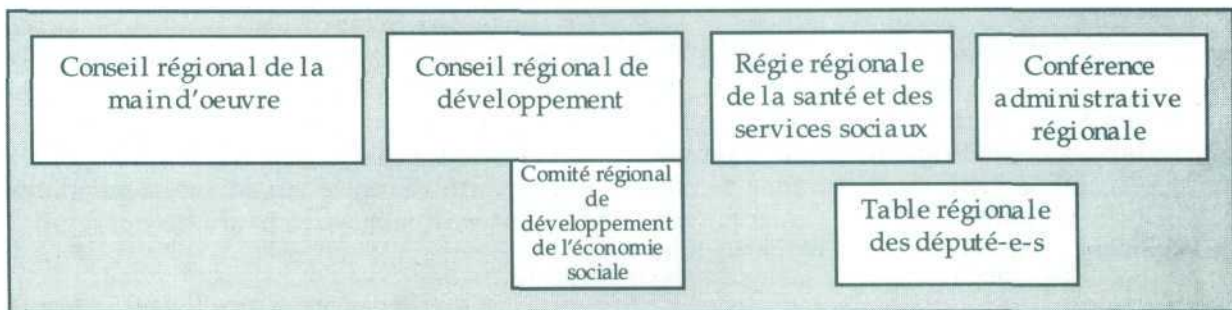 Conseil régional de la
main d'oeuvre
Conseil régional de
développement
Régie régionale
de la santé et des
services sociaux
Conférence
administrative
régionale
Comité régional
de
développement
de l'économie
sociale
Table régionale
des député-e-s